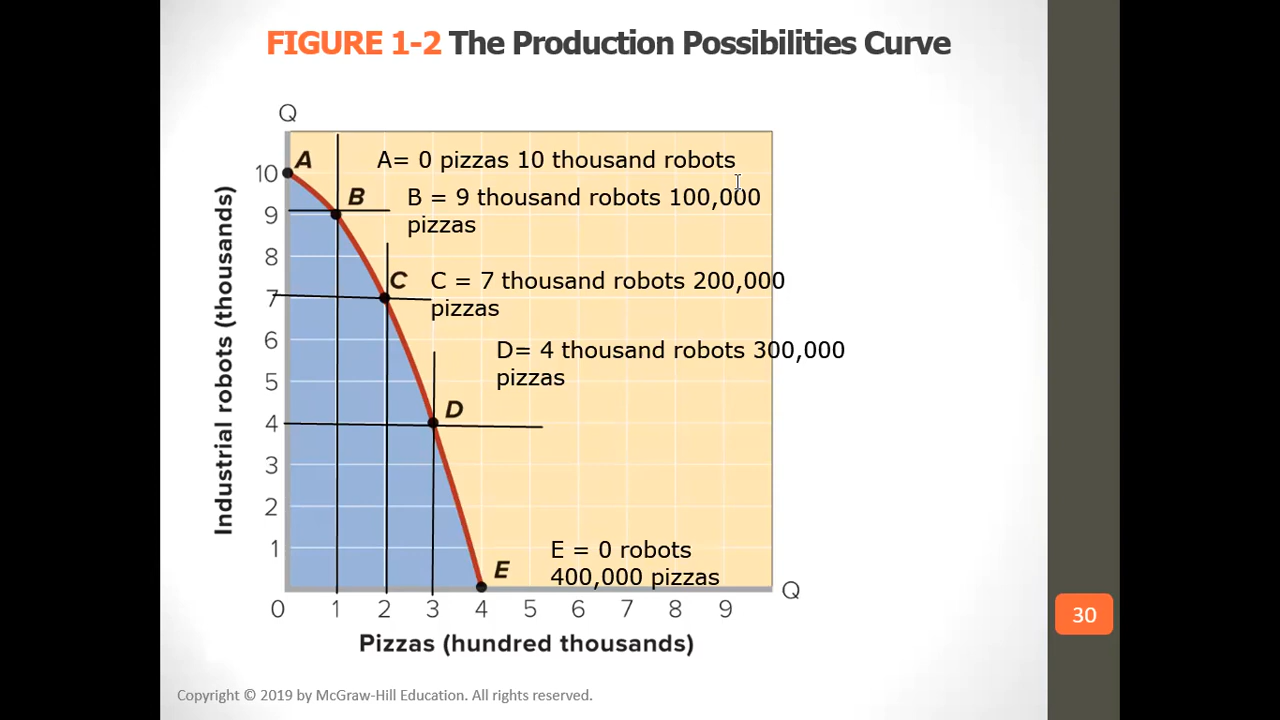 FIGURE 1-2 The Production Possibilities Curve
Q
A
A= 0 pizzas 10 thousand robots
10
B
B = 9 thousand robots 100,000
pizzas
9
8
C
C = 7 thousand robots 200,000
pizzas
7
6
D= 4 thousand robots 300,000
pizzas
5
D
4
3
2
1
E = 0 robots
400,000 pizzas
E
Industrial robots (thousands)
Q
0 1 2 3 4 5 6 7 8 9
Pizzas (hundred thousands)
30
Copyright © 2019 by McGraw-Hill Education. All rights reserved.